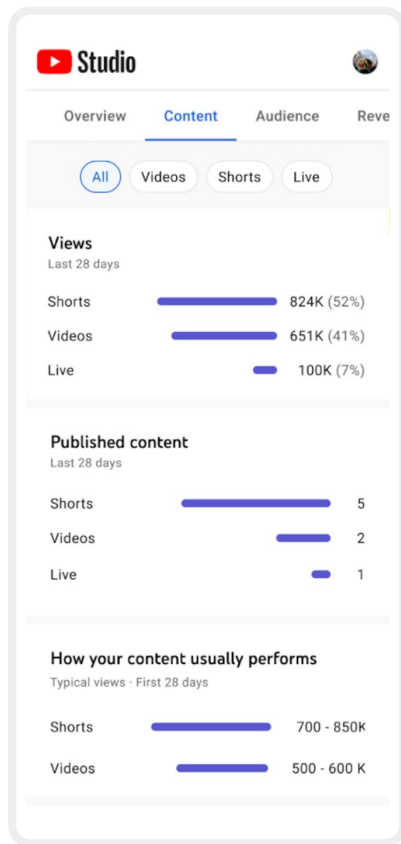 Studio
Overview Content Audience Reve
All Videos Shorts Live
Views
Last 28 days
Shorts 824K (52%)
Videos 651K (41%)
Live 100K (7%)
Published content
Last 28 days
Shorts 5
Videos 2
Live 1
How your content usually performs
Typical views · First 28 days
Shorts 700 - 850K
Videos 500 - 600 K